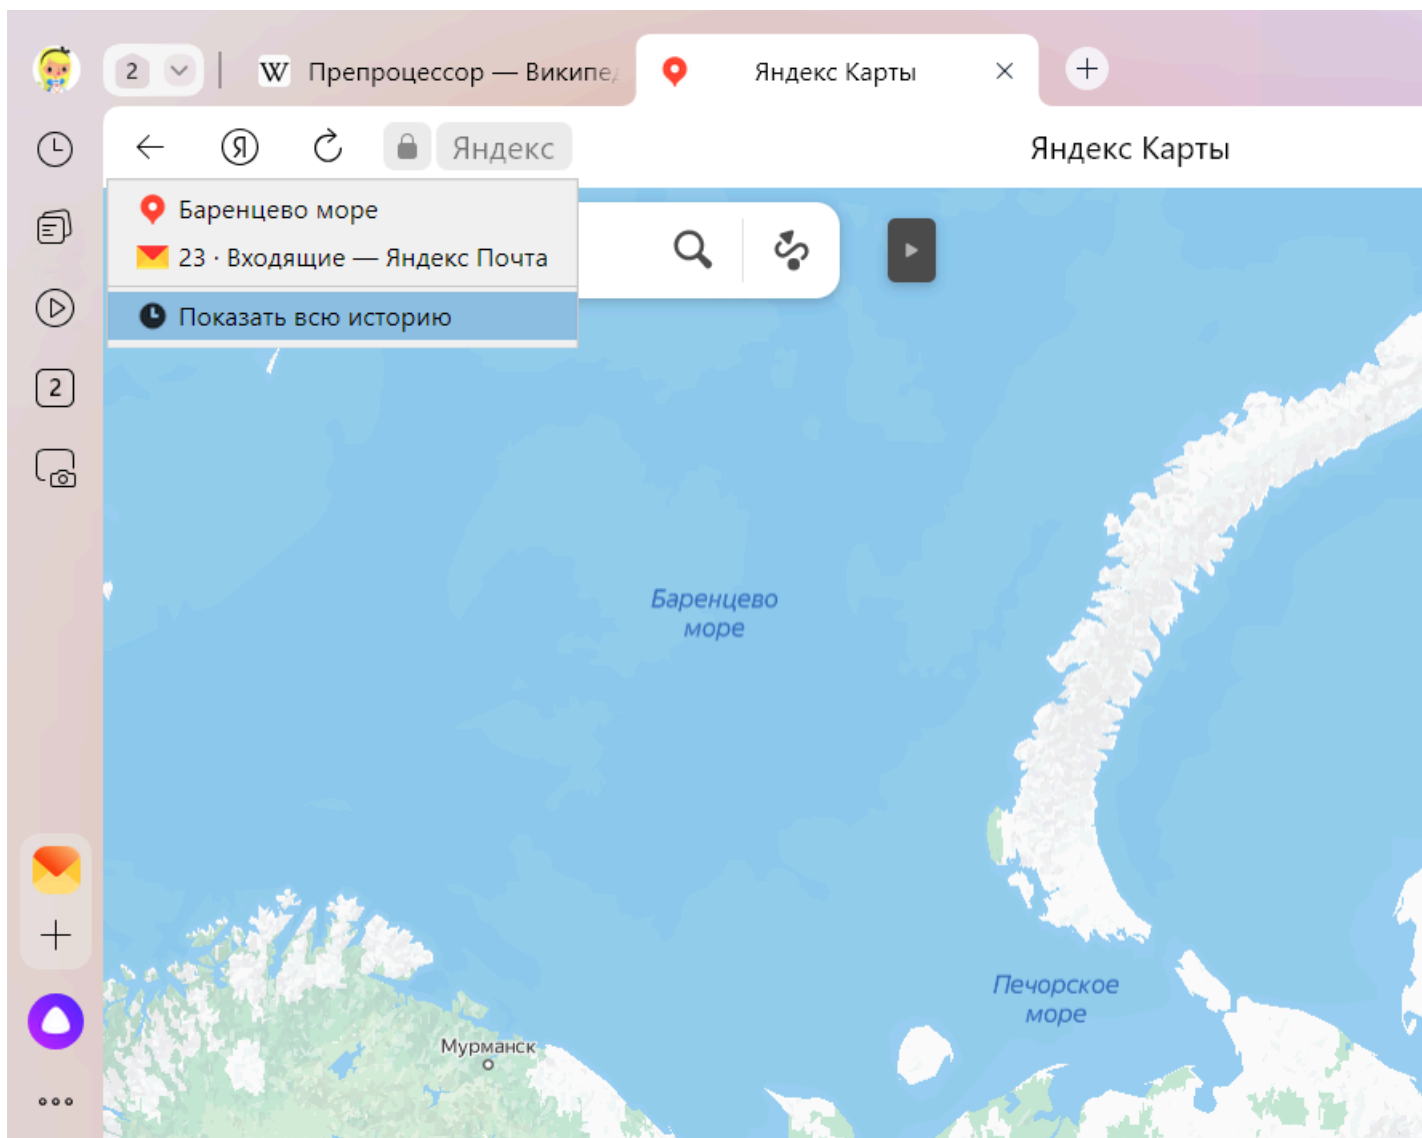 2
Препроцессор — Википе
Яндекс Карты
Я
Яндекс
Яндекс Карты
Баренцево море
23 · Входящие — Яндекс Почта
Показать всю историю
2
Баренцево
море
Печорское
море
Мурманск